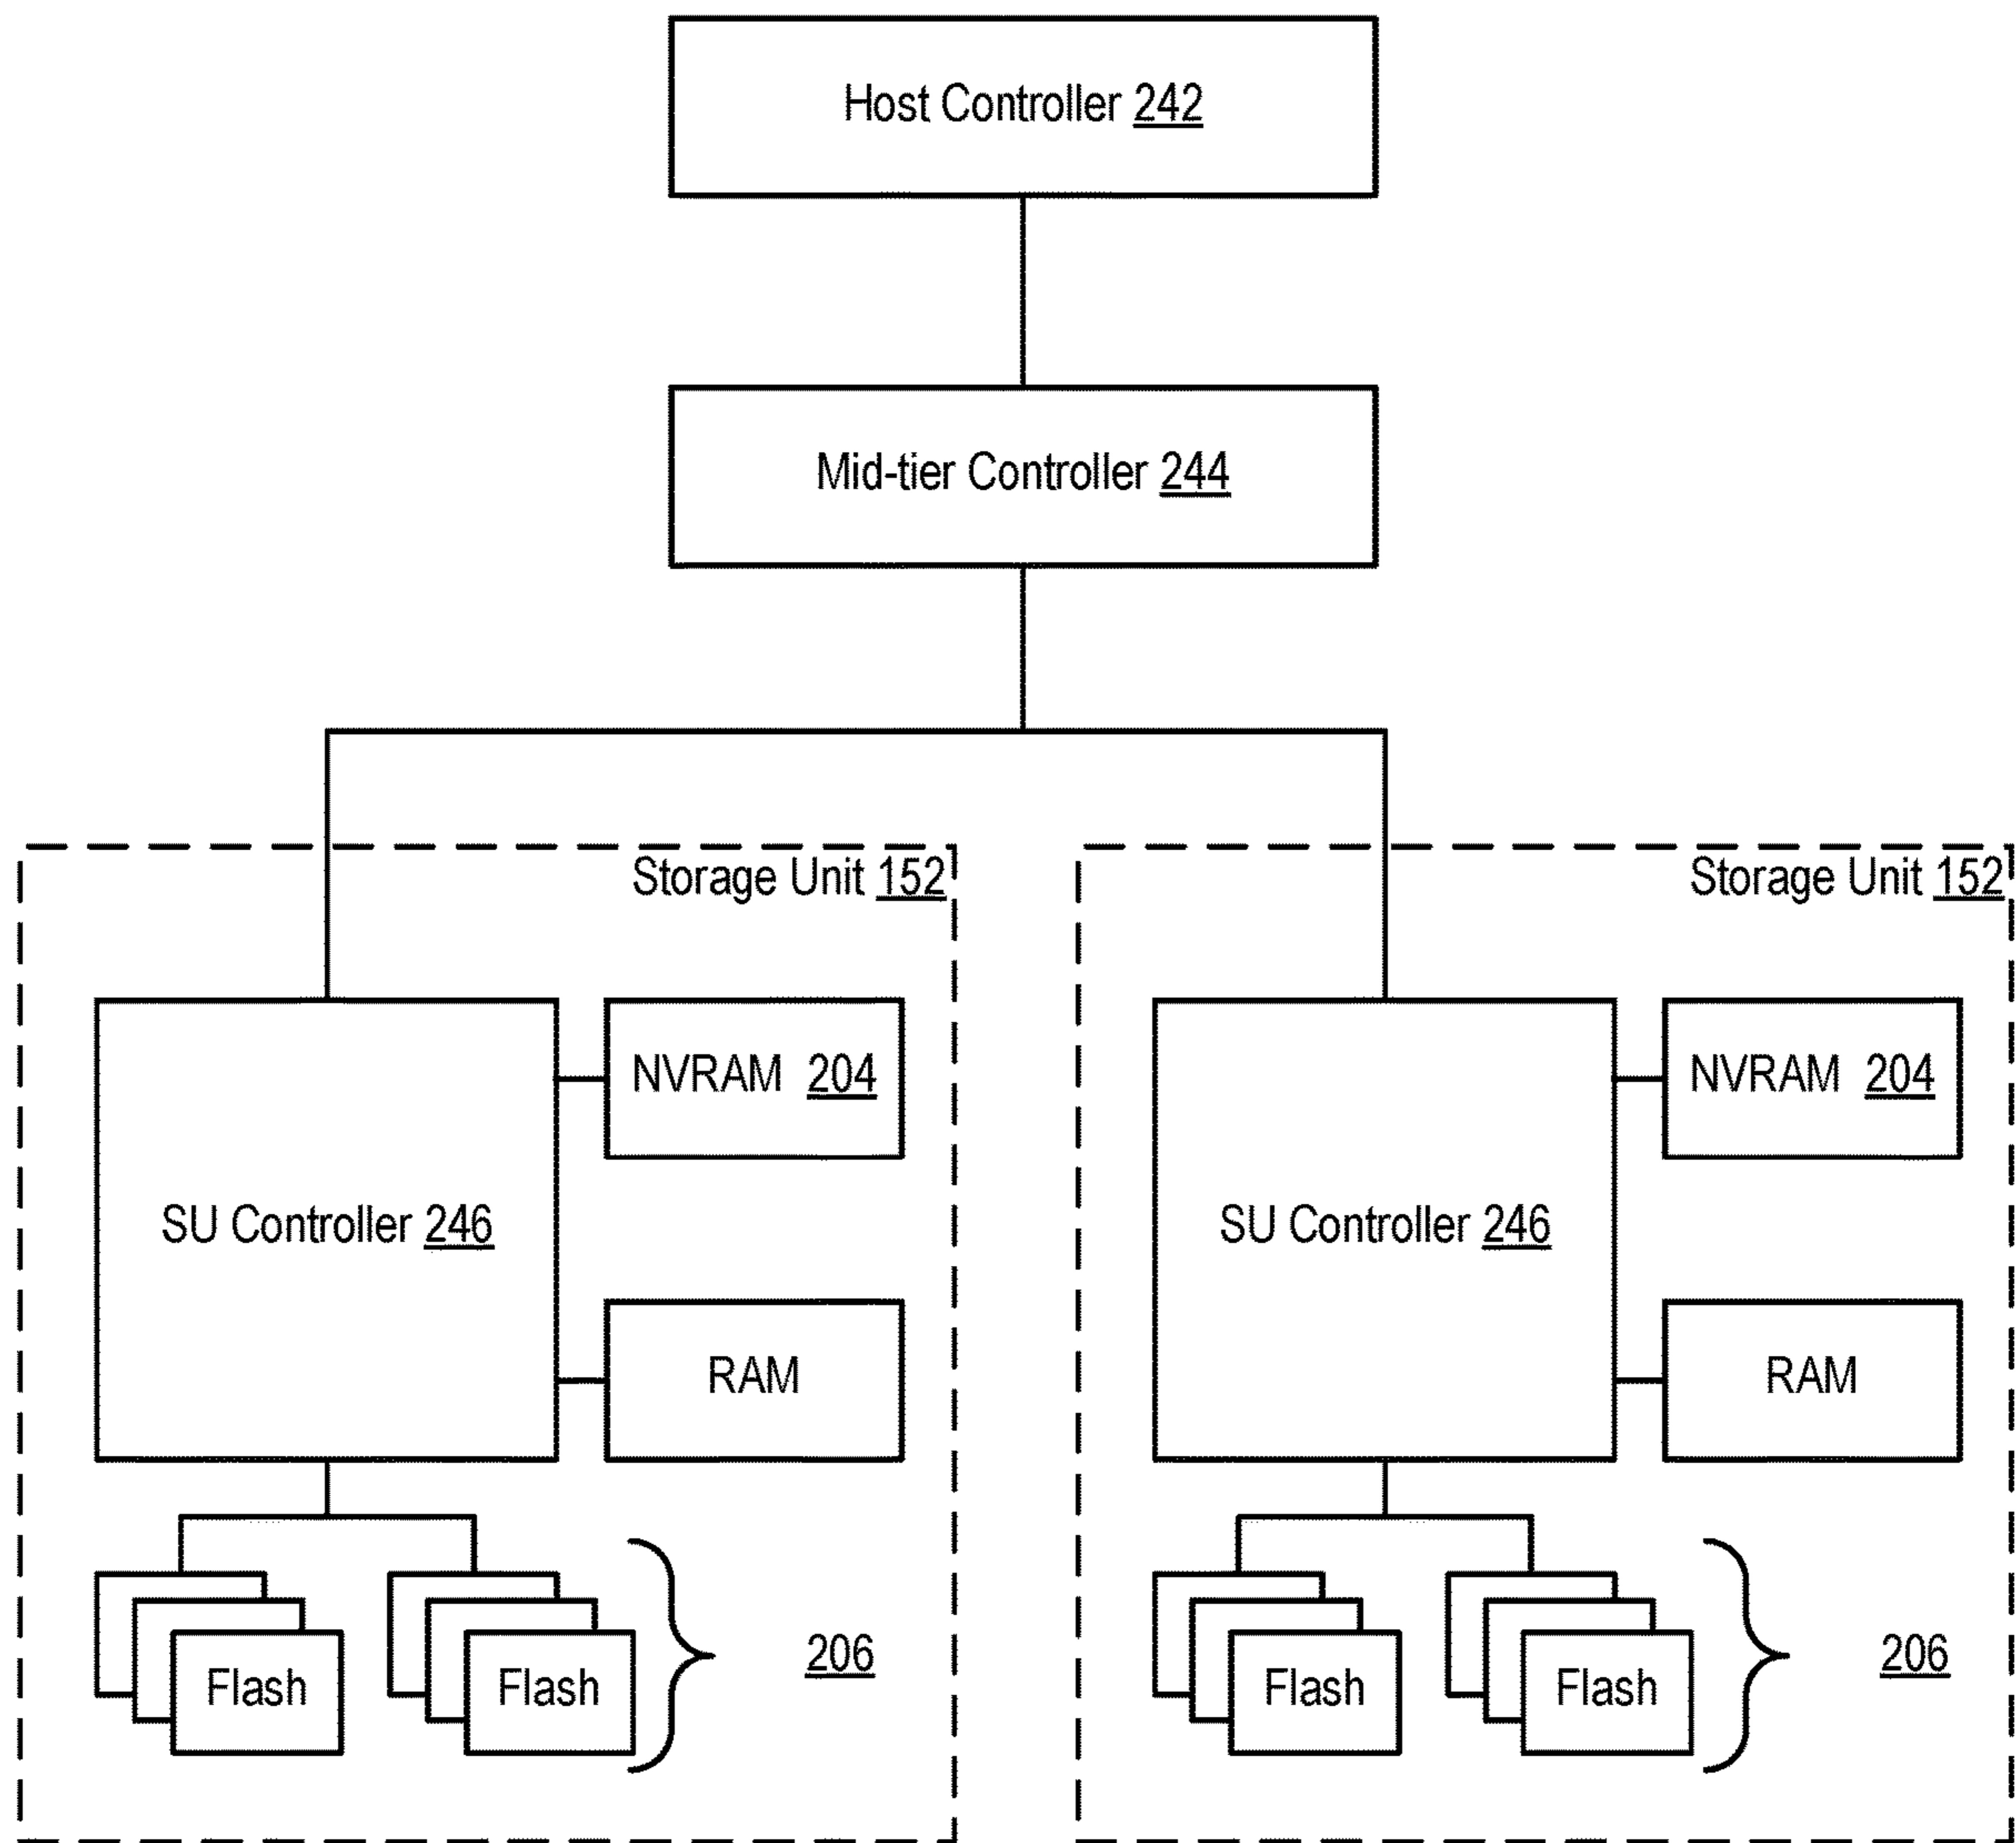 Host Controller 242
Mid-tier Controller 244
Storage Unit 152
Storage Unit 152
NVRAM 204
NVRAM 204
SU Controller 246
SU Controller 246
RAM
RAM
206
206
Flash
Flash
Flash
Flash